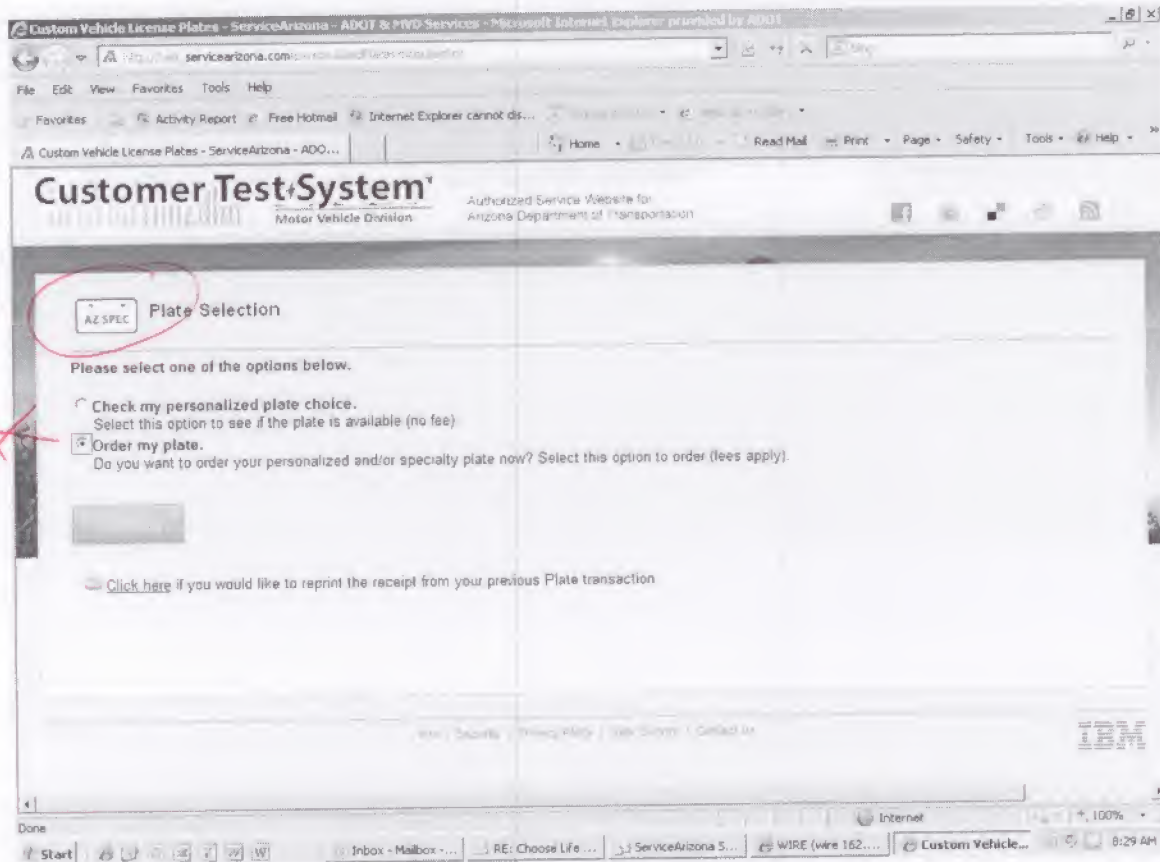 Custom Vehicle License Plates - ServiceArizona - ADOT & MVD Services - Microsoft Internet Explorer provided by ADOT
servicearizona.com
File Edit View Favorites Tools Help
Favorites Activity Report Free Hotmail Internet Explorer cannot dis...
Custom Vehicle License Plates - ServiceArizona - ADO... Home Read Mail Print Page Safety Tools Help
Customer Test System
Motor Vehicle Division
Authorized Service Website for
Arizona Department of Transportation
AZ SPEC Plate Selection
Please select one of the options below.
Check my personalized plate choice.
Select this option to see if the plate is available (no fee)
Order my plate.
Do you want to order your personalized and/or specialty plate now? Select this option to order (fees apply).
Click here if you would like to reprint the receipt from your previous Plate transaction
Security | Privacy Policy | | Contact Us
IBM
Done Internet 100%
Start Inbox - Mailbox -... RE: Choose Life ... ServiceArizona S... WIRE (wire 162.... Custom Vehicle... 8:29 AM